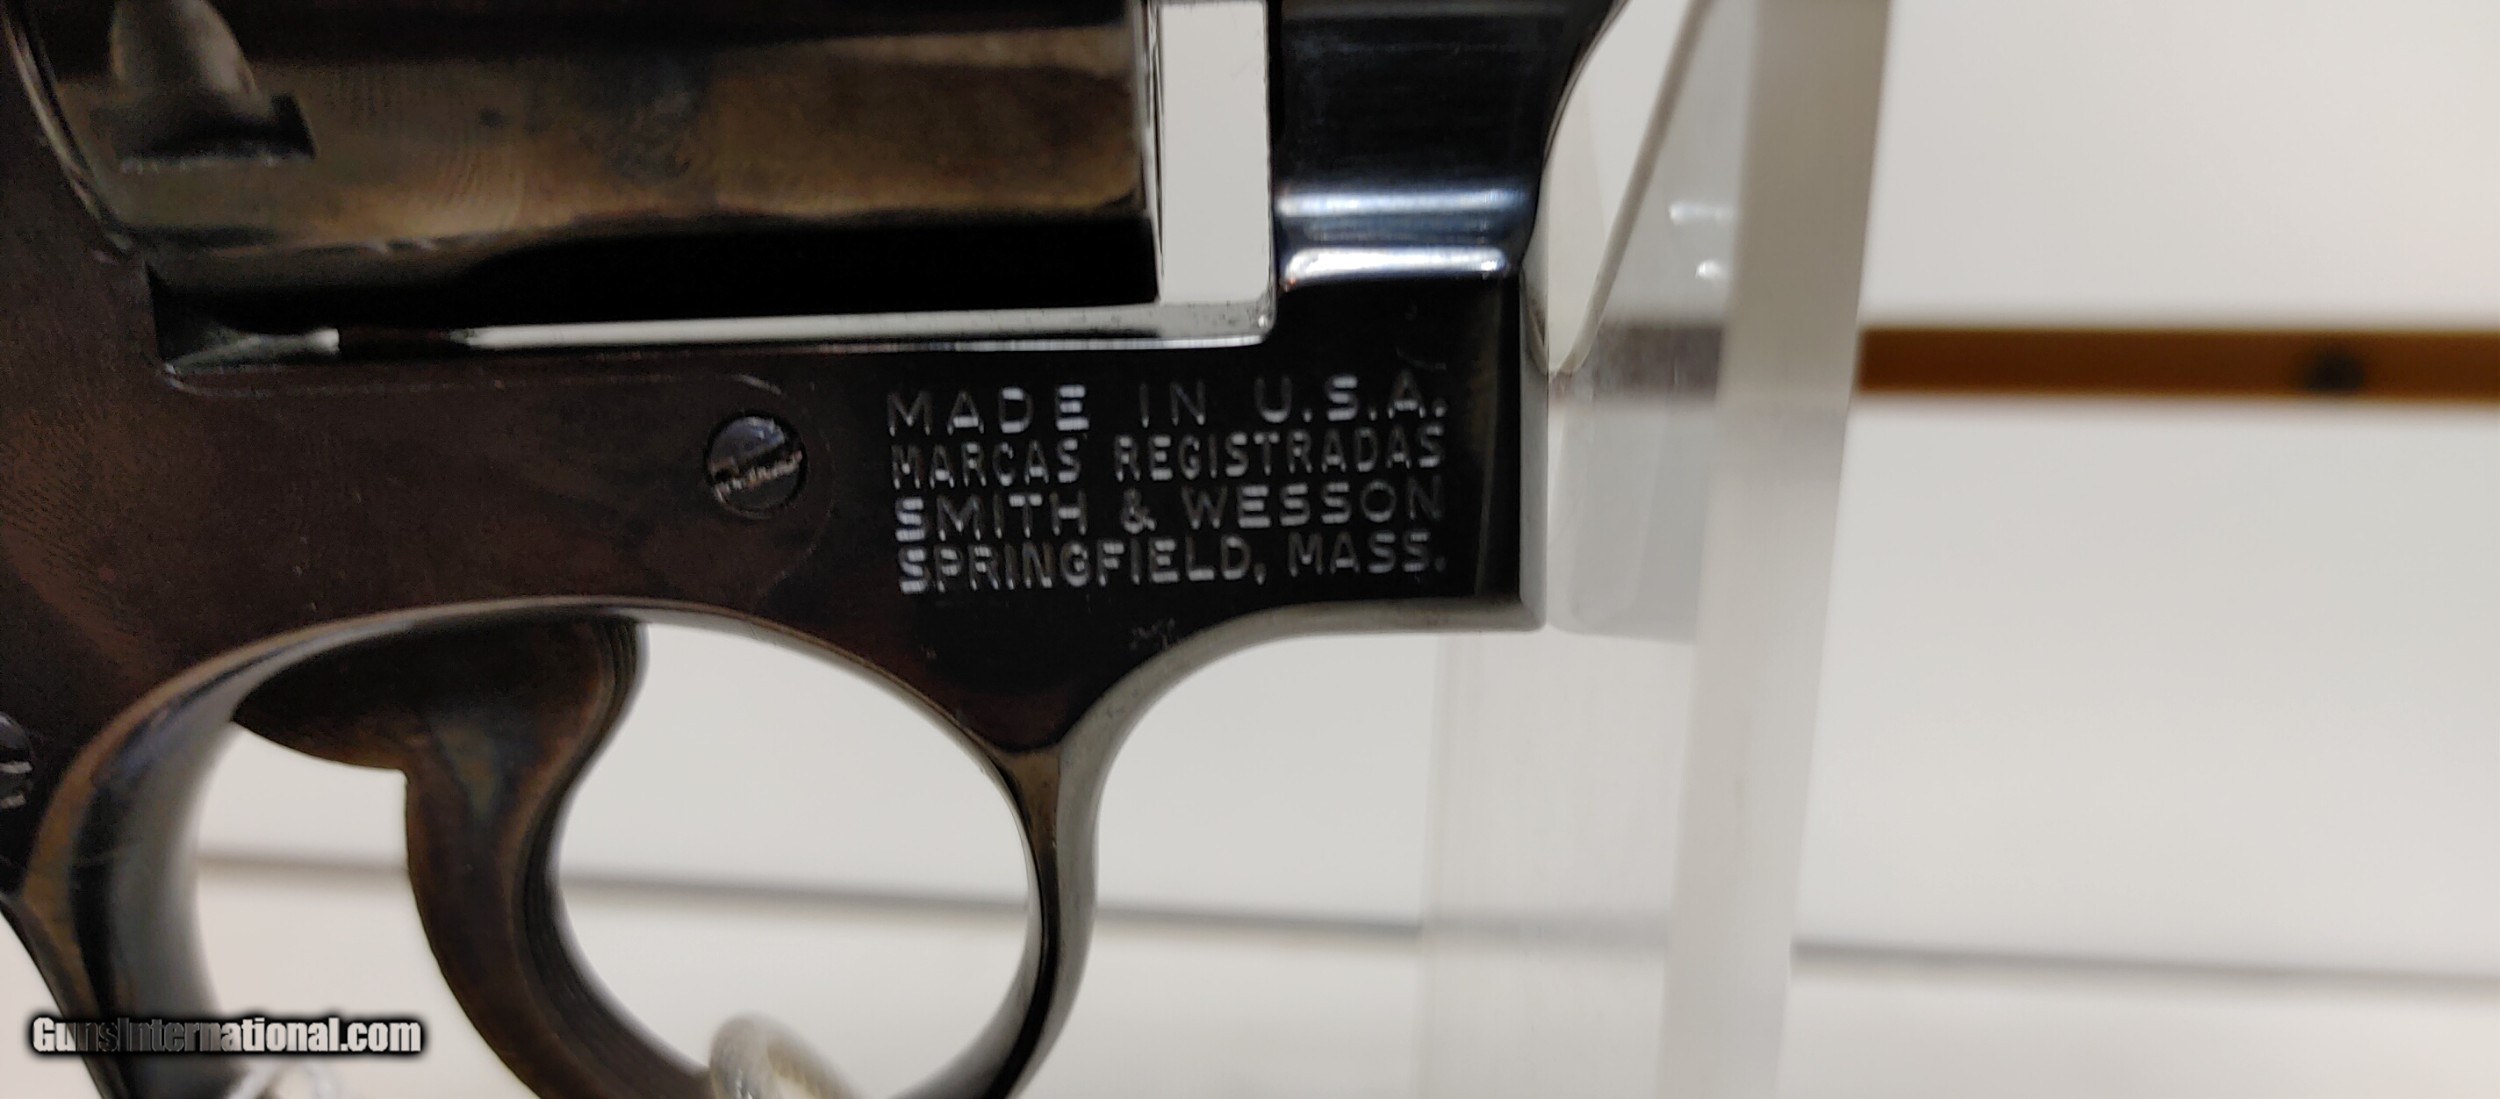 MADE IN U.S.A.
MARCAS REGISTRADAS
SMITH & WESSON
SPRINGFIELD, MASS.
GunsInternational.com